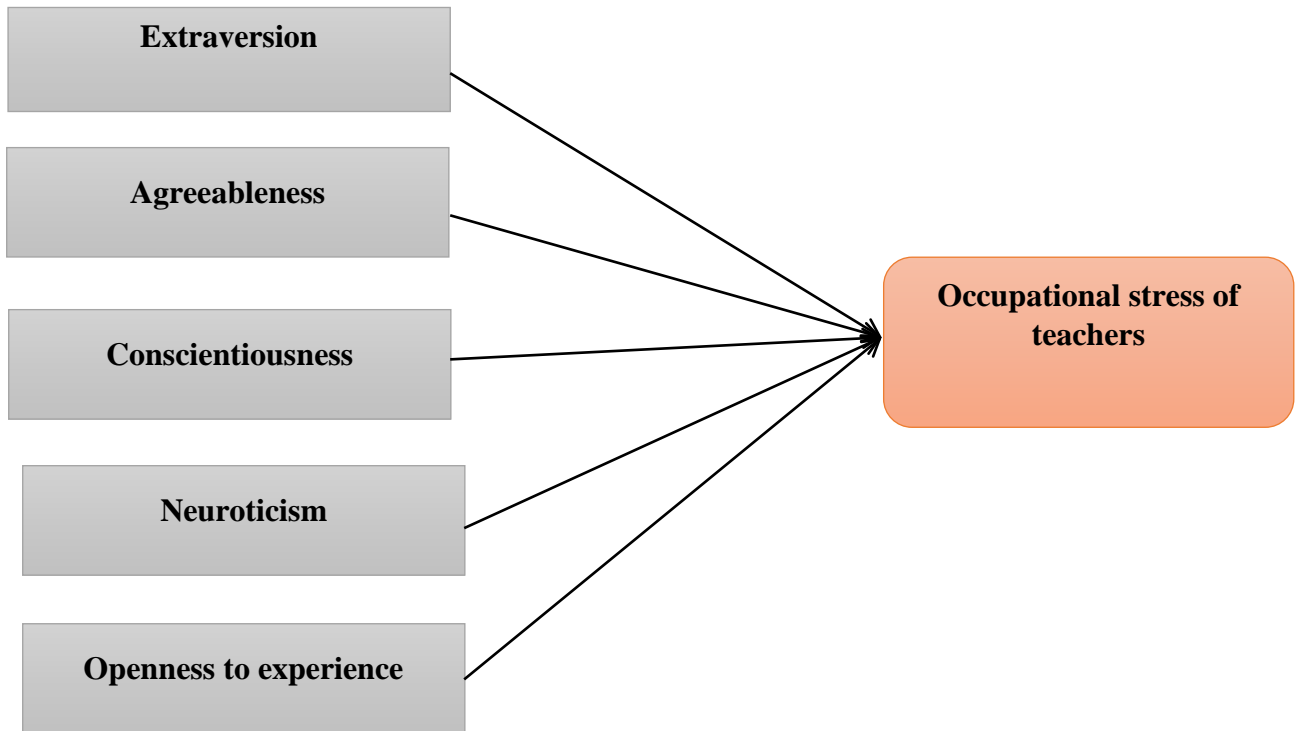 Extraversion
Agreeableness
Conscientiousness
Neuroticism
Openness to experience
Occupational stress of
teachers